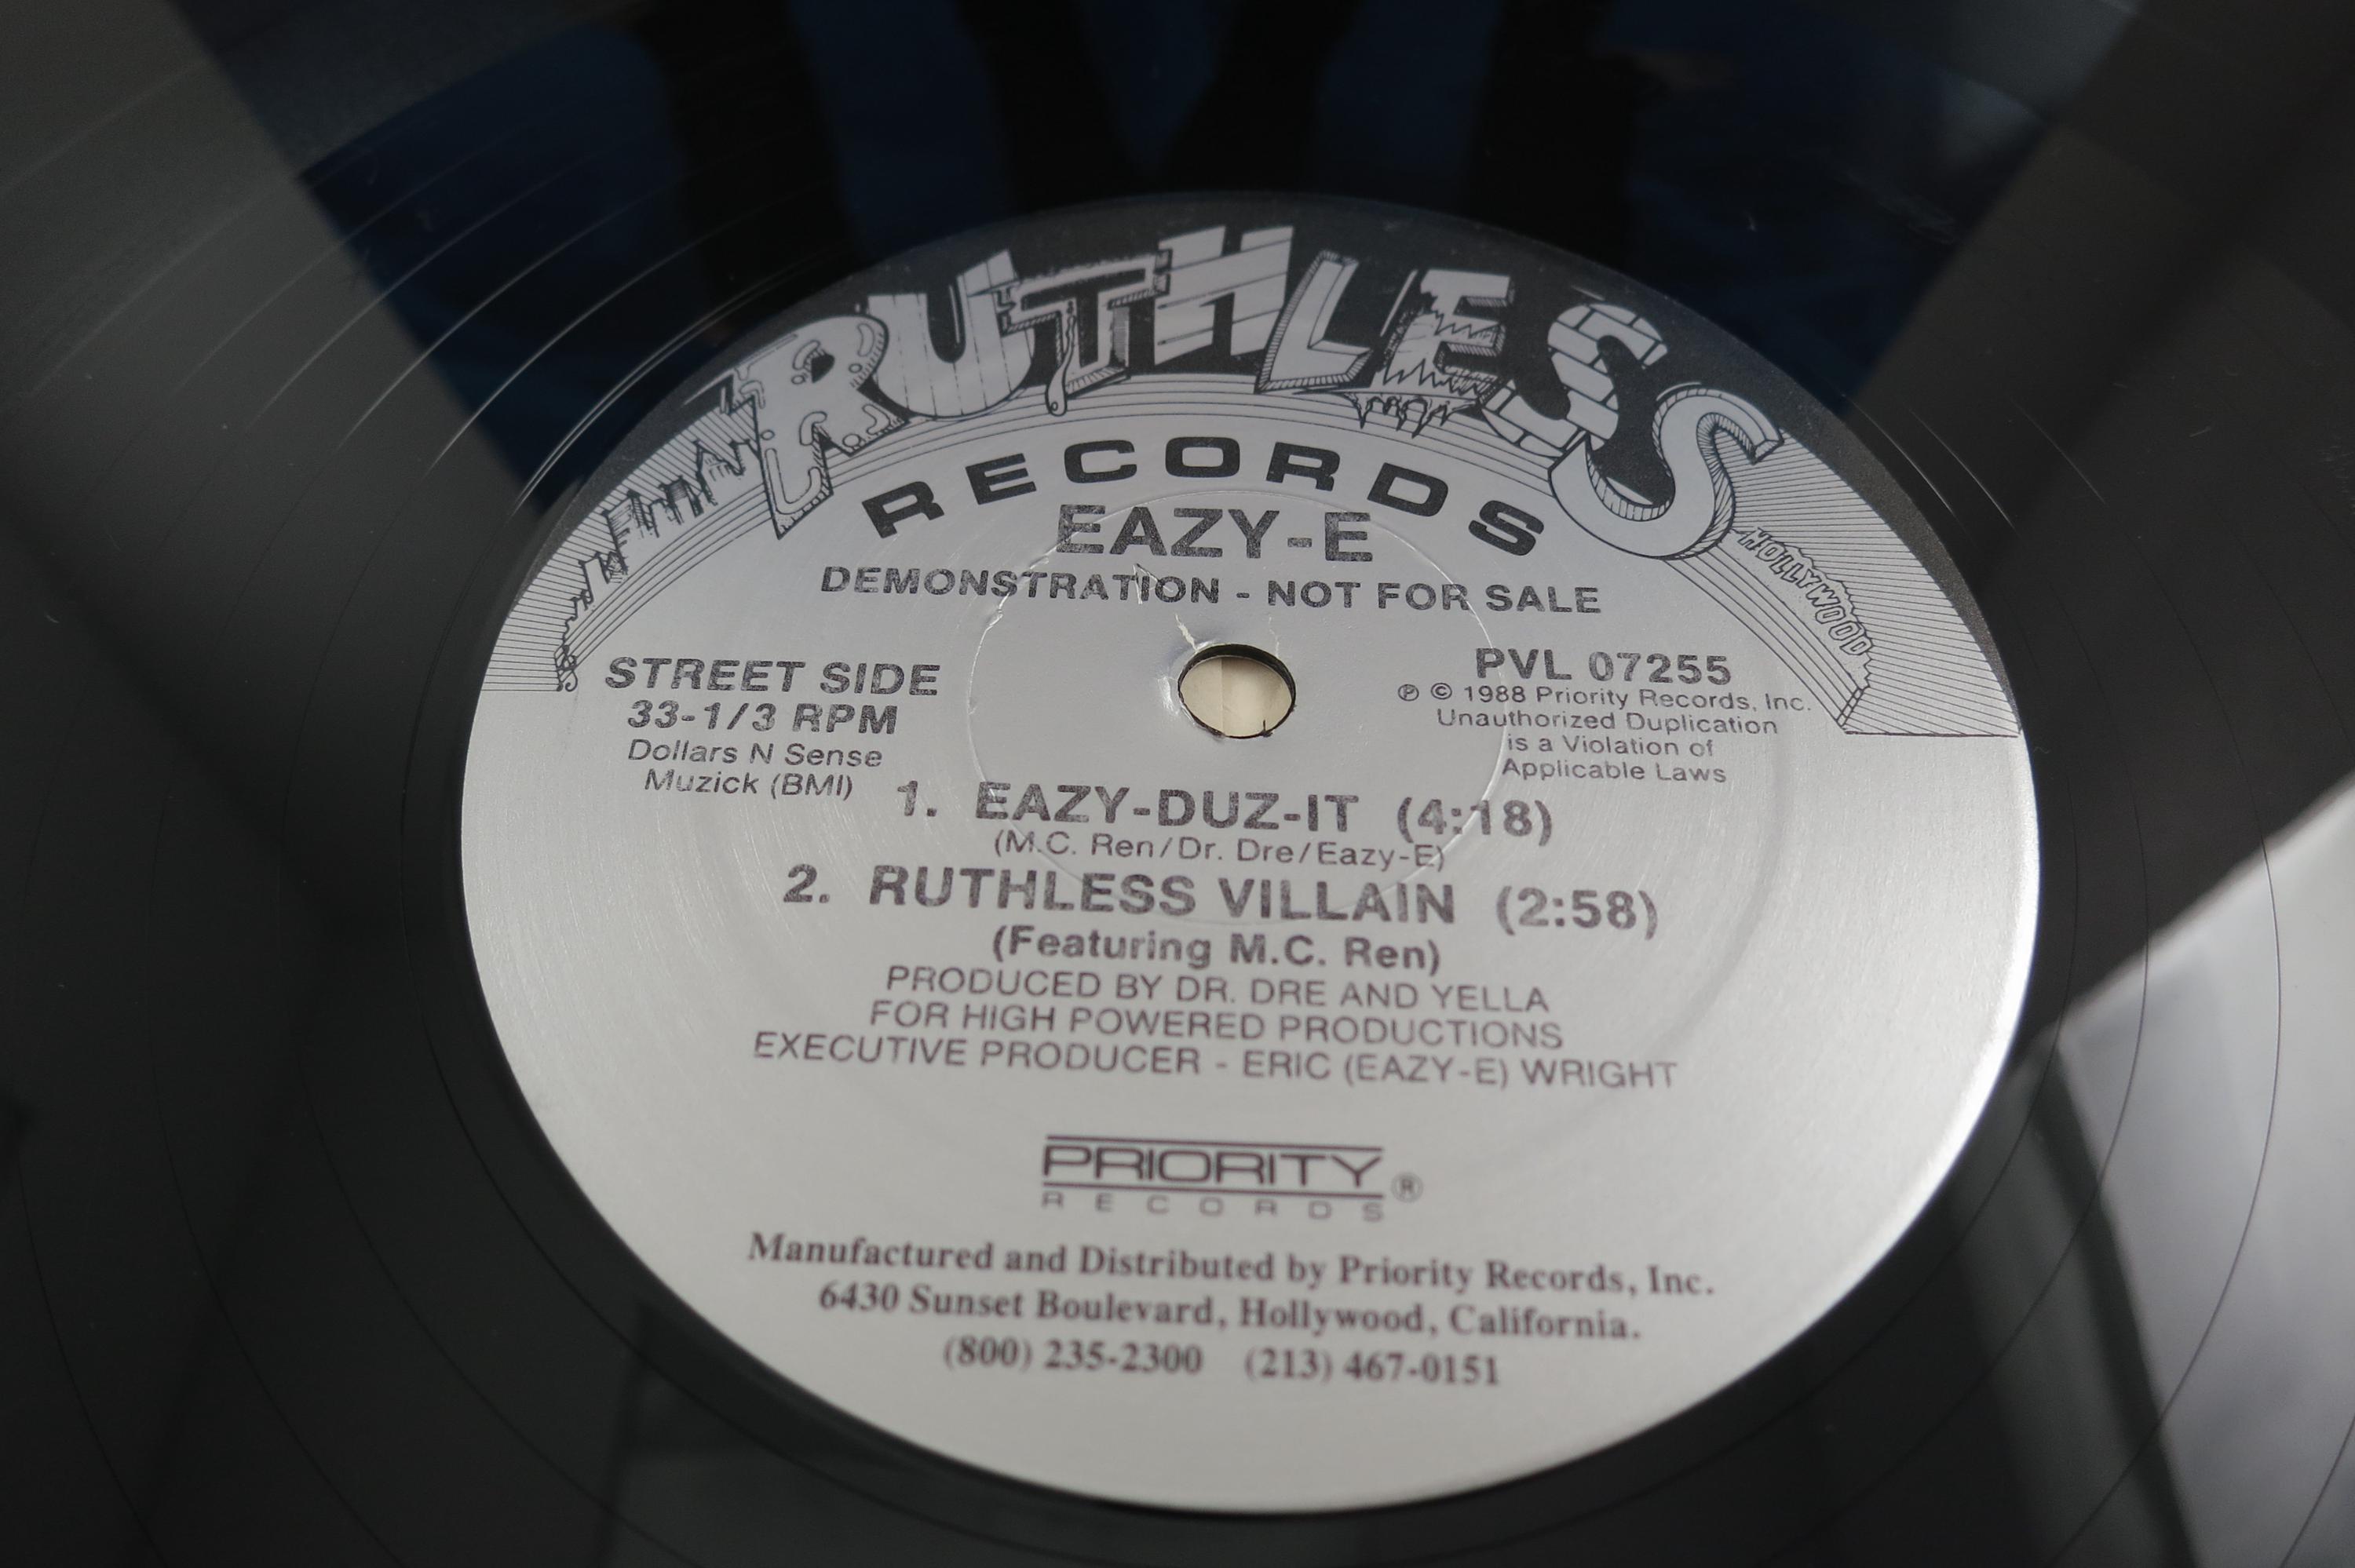 RUTHLESS
RECORDS
HOLLYWOOD
EAZY-E
DEMONSTRATION - NOT FOR SALE
STREET SIDE
33-1/3 RPM
Dollars N Sense
Muzick (BMI)
PVL 07255
℗ © 1988 Priority Records, Inc.
Unauthorized Duplication
is a Violation of
Applicable Laws
1. EAZY-DUZ-IT (4:18)
(M.C. Ren/Dr. Dre/Eazy-E)
2. RUTHLESS VILLAIN (2:58)
(Featuring M.C. Ren)
PRODUCED BY DR. DRE AND YELLA
FOR HIGH POWERED PRODUCTIONS
EXECUTIVE PRODUCER - ERIC (EAZY-E) WRIGHT
PRIORITY ®
RECORDS
Manufactured and Distributed by Priority Records, Inc.
6430 Sunset Boulevard, Hollywood, California.
(800) 235-2300 (213) 467-0151